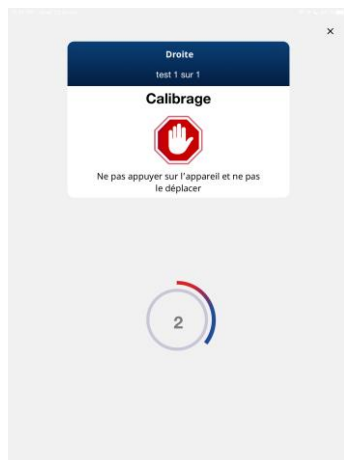 ×
Droite
test 1 sur 1
Calibrage
Ne pas appuyer sur l'appareil et ne pas
le déplacer
2